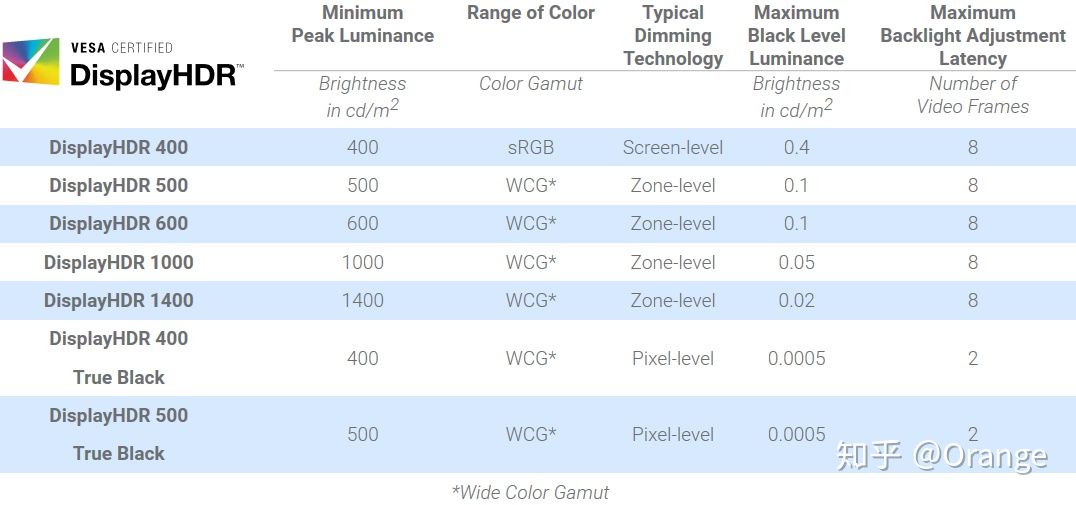 VESA CERTIFIED
DisplayHDR™
Minimum
Peak Luminance
Range of Color
Typical
Dimming
Technology
Maximum
Black Level
Luminance
Maximum
Backlight Adjustment
Latency
Brightness
in cd/m2
Color Gamut
Brightness
in cd/m2
Number of
Video Frames
DisplayHDR 400 400 sRGB Screen-level 0.4 8
DisplayHDR 500 500 WCG* Zone-level 0.1 8
DisplayHDR 600 600 WCG* Zone-level 0.1 8
DisplayHDR 1000 1000 WCG* Zone-level 0.05 8
DisplayHDR 1400 1400 WCG* Zone-level 0.02 8
DisplayHDR 400
True Black
400 WCG* Pixel-level 0.0005 2
DisplayHDR 500
True Black
500 WCG* Pixel-level 0.0005 2
知乎 @Orange
*Wide Color Gamut